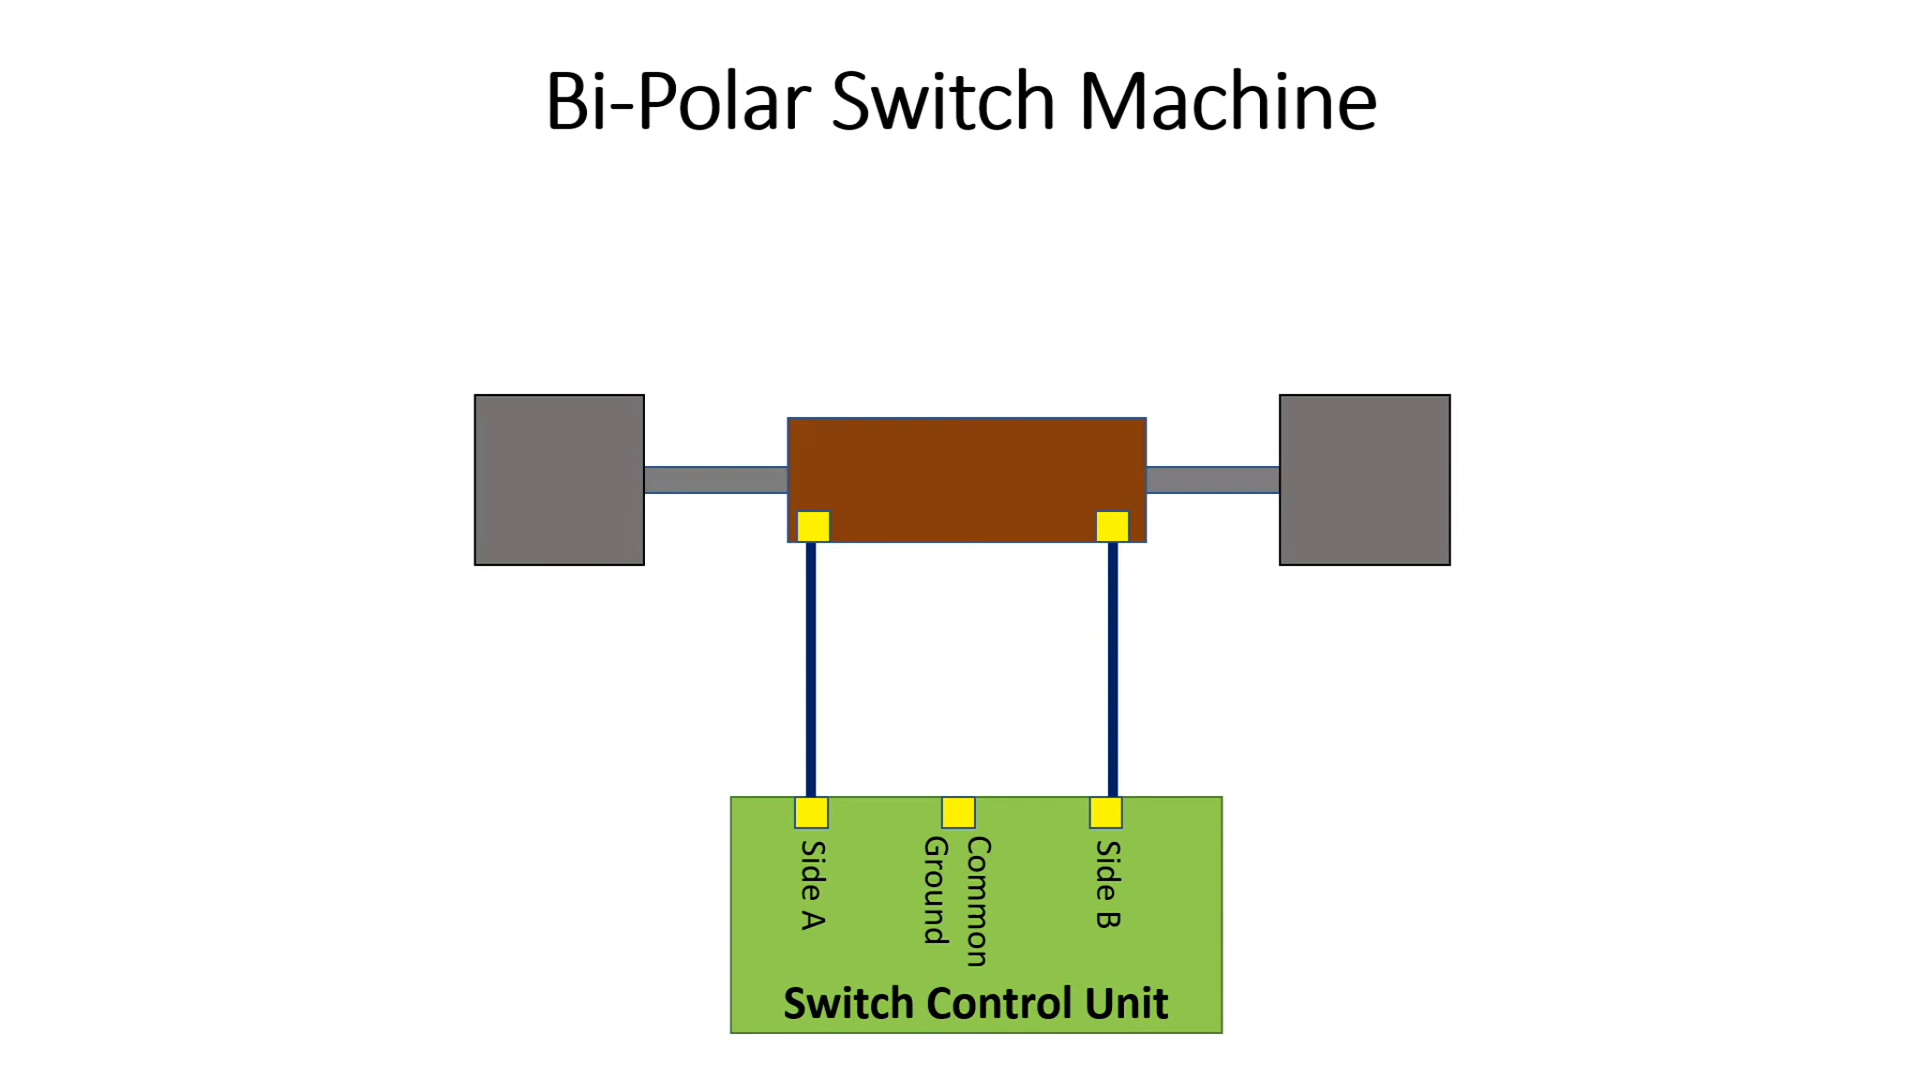 Bi-Polar Switch Machine
Side A
Common
Ground
Side B
Switch Control Unit